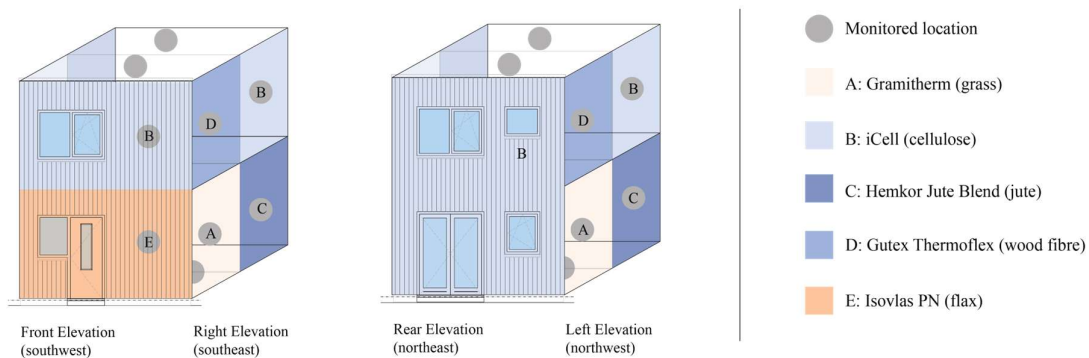 B
B
D
E
A
C
Front Elevation
(southwest)
Right Elevation
(southeast)
B
D
B
C
A
Rear Elevation
(northeast)
Left Elevation
(northwest)
Monitored location
A: Gramitherm (grass)
B: iCell (cellulose)
C: Hemkor Jute Blend (jute)
D: Gutex Thermoflex (wood fibre)
E: Isovlas PN (flax)